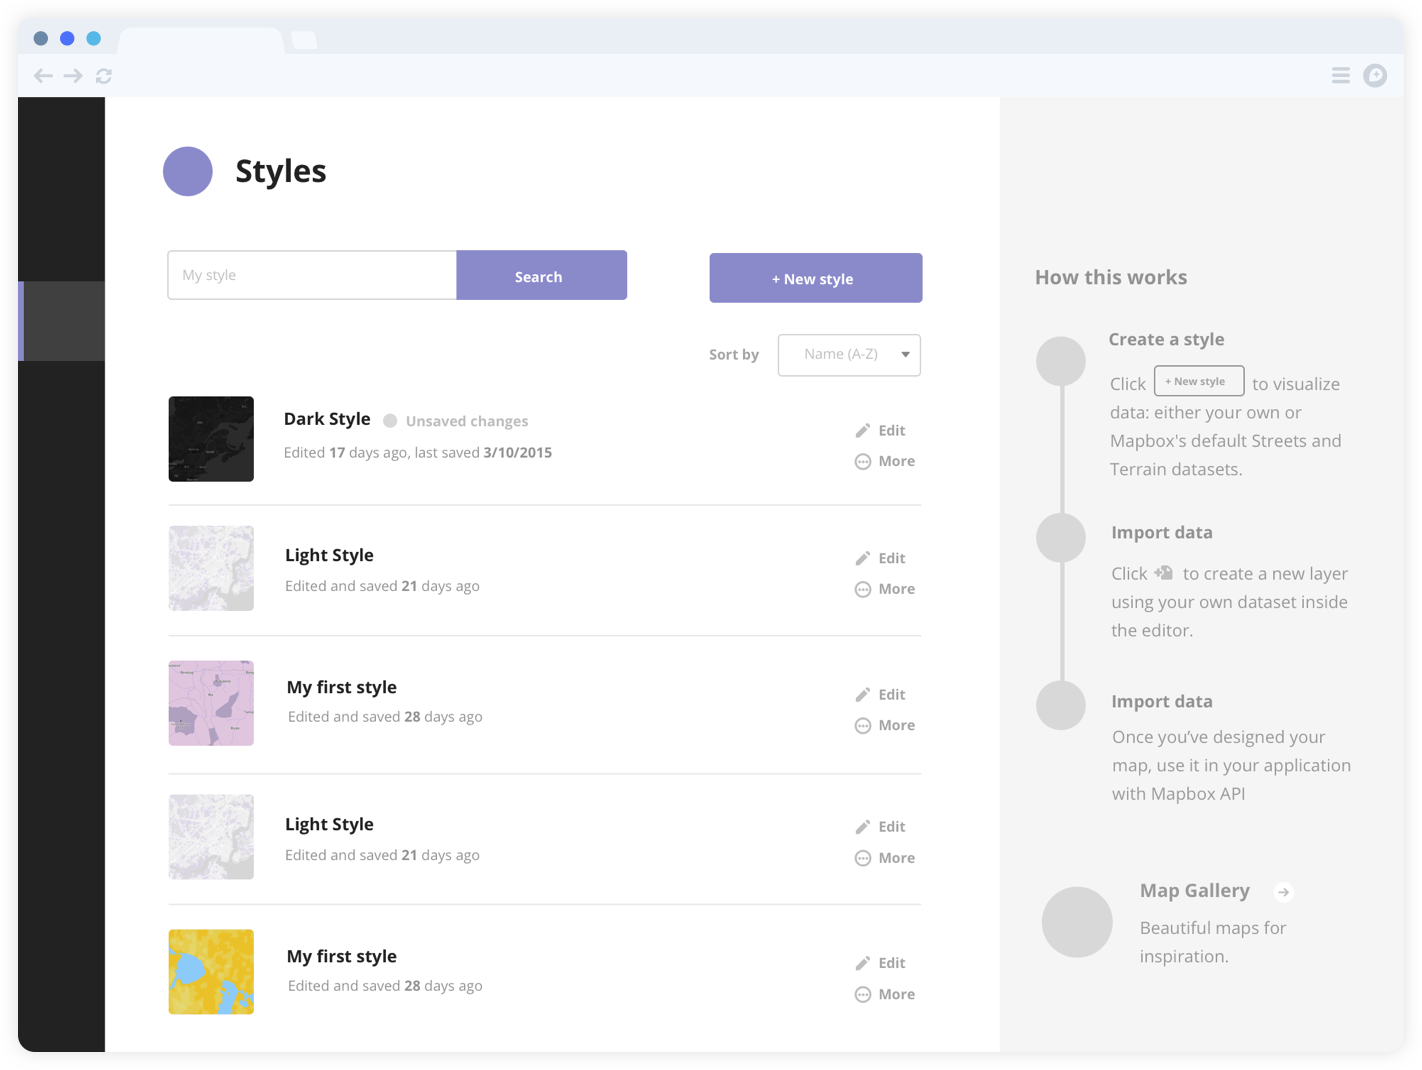 Styles
My style
Search
+ New style
Sort by
Name (A-Z)
Dark Style
Unsaved changes
Edited 17 days ago, last saved 3/10/2015
Edit
More
Light Style
Edited and saved 21 days ago
Edit
More
My first style
Edited and saved 28 days ago
Edit
More
Light Style
Edited and saved 21 days ago
Edit
More
My first style
Edited and saved 28 days ago
Edit
More
How this works
Create a style
Click + New style to visualize
data: either your own or
Mapbox's default Streets and
Terrain datasets.
Import data
Click to create a new layer
using your own dataset inside
the editor.
Import data
Once you’ve designed your
map, use it in your application
with Mapbox API
Map Gallery
Beautiful maps for
inspiration.